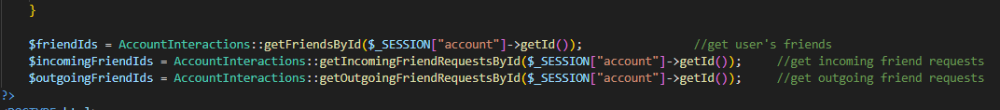 }
$friendIds = AccountInteractions::getFriendsById($_SESSION["account"]->getId()); //get user's friends
$incomingFriendIds = AccountInteractions::getIncomingFriendRequestsById($_SESSION["account"]->getId()); //get incoming friend requests
$outgoingFriendIds = AccountInteractions::getOutgoingFriendRequestsById($_SESSION["account"]->getId()); //get outgoing friend requests
?>